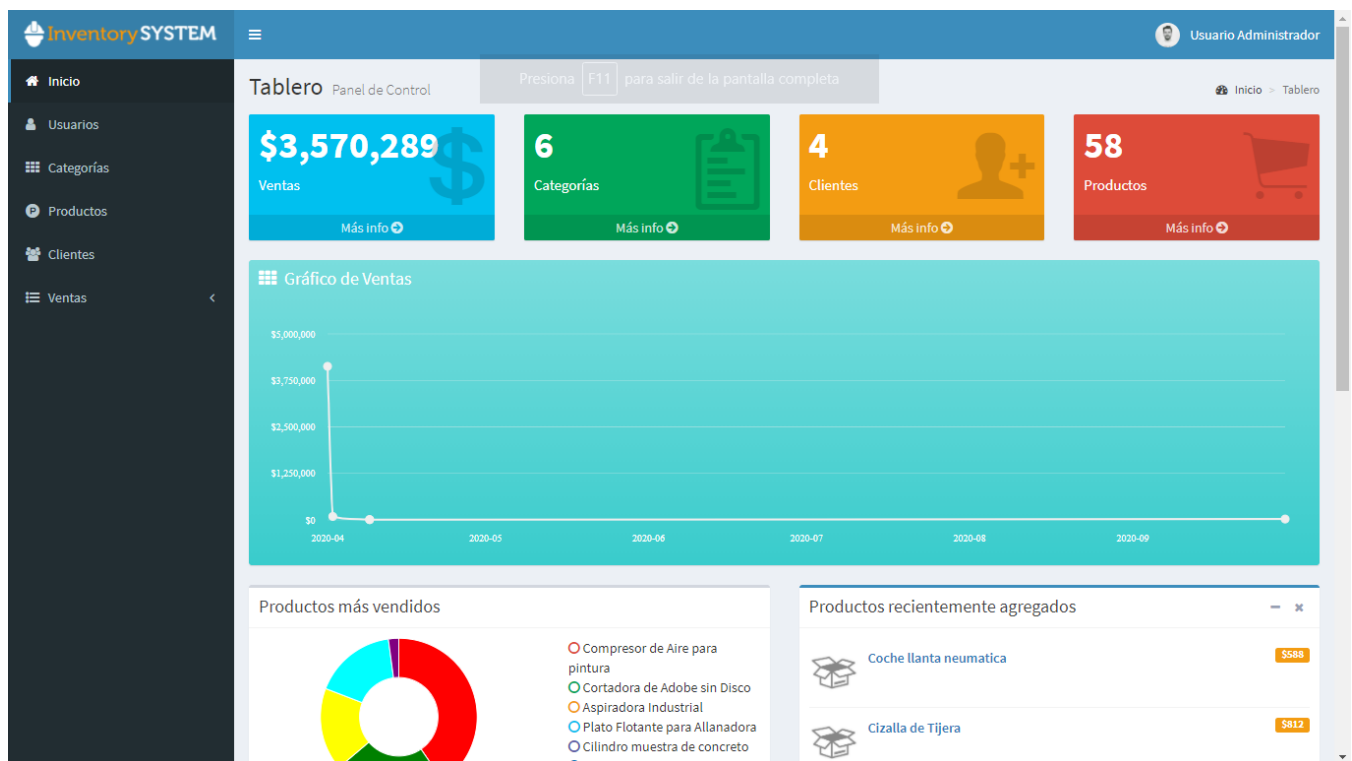 Inventory SYSTEM
Usuario Administrador
Inicio
Usuarios
Categorías
Productos
Clientes
Ventas
Presiona F11 para salir de la pantalla completa
Tablero Panel de Control
Inicio > Tablero
$3,570,289
Ventas
Más info
6
Categorías
Más info
4
Clientes
Más info
58
Productos
Más info
Gráfico de Ventas
$5,000,000
$3,750,000
$2,500,000
$1,250,000
$0
2020-04 2020-05 2020-06 2020-07 2020-08 2020-09
Productos más vendidos
Compresor de Aire para
pintura
Cortadora de Adobe sin Disco
Aspiradora Industrial
Plato Flotante para Allanadora
Cilindro muestra de concreto
Productos recientemente agregados
Coche llanta neumatica
$588
Cizalla de Tijera
$812